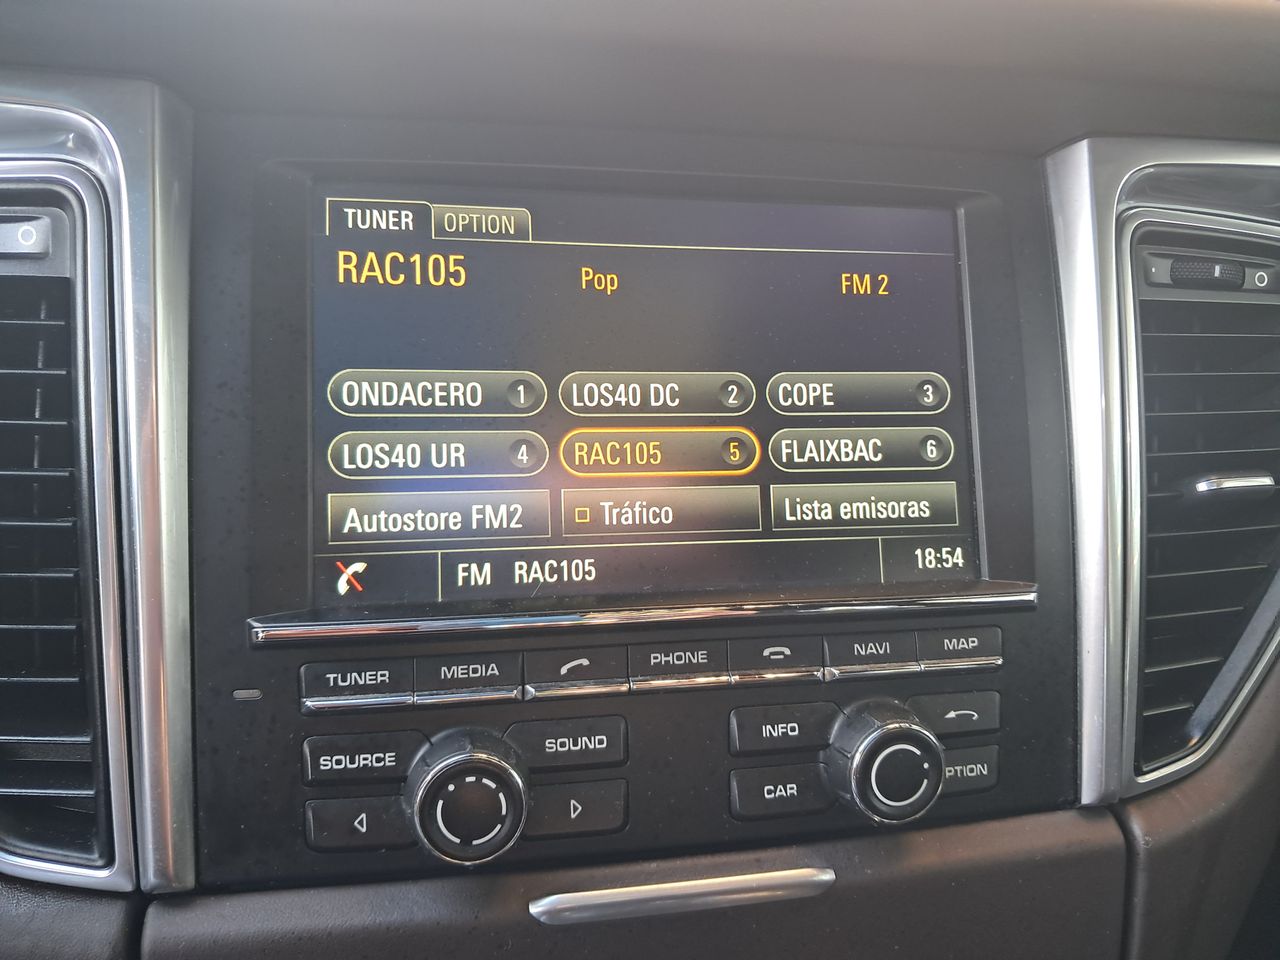 TUNER OPTION
RAC105 Pop FM 2
ONDACERO 1 LOS40 DC 2 COPE 3
LOS40 UR 4 RAC105 5 FLAIXBAC 6
Autostore FM2 Tráfico Lista emisoras
FM RAC105 18:54
TUNER MEDIA PHONE NAVI MAP
SOURCE SOUND INFO
CAR PTION